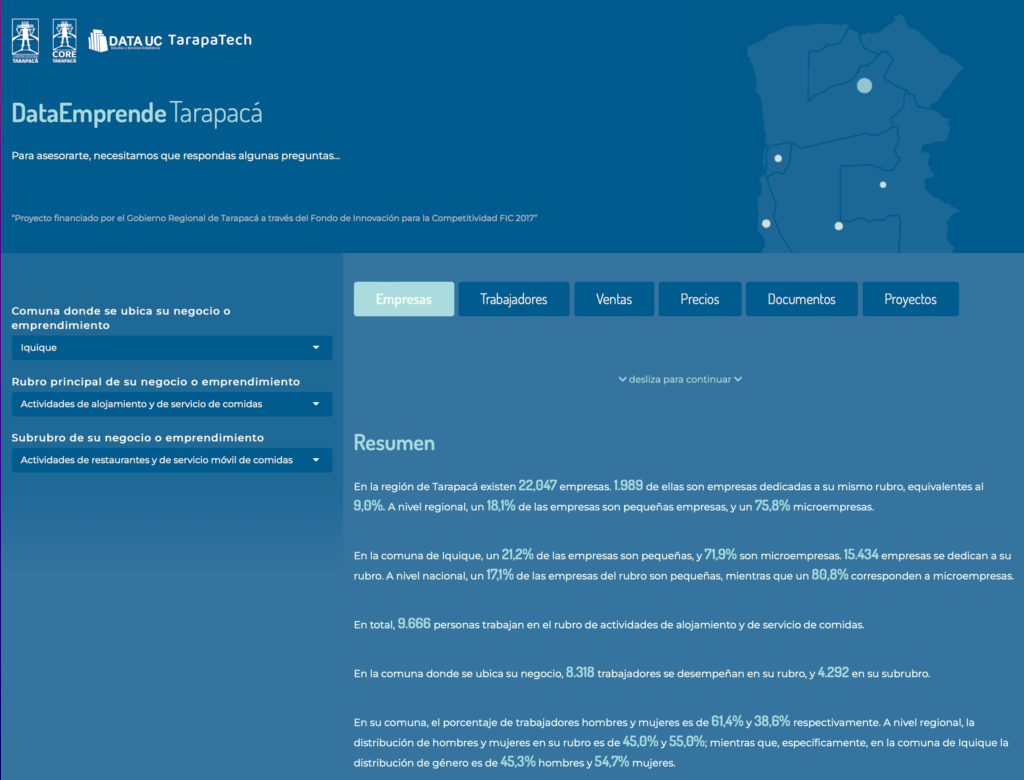 TARAPACÁ
CORE
TARAPACÁ
DATA UC
TarapaTech
DataEmprende Tarapacá
Para asesorarte, necesitamos que respondas algunas preguntas...
"Proyecto financiado por el Gobierno Regional de Tarapacá a través del Fondo de Innovación para la Competitividad FIC 2017"
Comuna donde se ubica su negocio o
emprendimiento
Iquique
Rubro principal de su negocio o emprendimiento
Actividades de alojamiento y de servicio de comidas
Subrubro de su negocio o emprendimiento
Actividades de restaurantes y de servicio móvil de comidas
Empresas
Trabajadores
Ventas
Precios
Documentos
Proyectos
desliza para continuar
Resumen
En la región de Tarapacá existen 22,047 empresas. 1.989 de ellas son empresas dedicadas a su mismo rubro, equivalentes al
9,0%. A nivel regional, un 18,1% de las empresas son pequeñas empresas, y un 75,8% microempresas.
En la comuna de Iquique, un 21,2% de las empresas son pequeñas, y 71,9% son microempresas. 15.434 empresas se dedican a su
rubro. A nivel nacional, un 17,1% de las empresas del rubro son pequeñas, mientras que un 80,8% corresponden a microempresas.
En total, 9.666 personas trabajan en el rubro de actividades de alojamiento y de servicio de comidas.
En la comuna donde se ubica su negocio, 8.318 trabajadores se desempeñan en su rubro, y 4.292 en su subrubro.
En su comuna, el porcentaje de trabajadores hombres y mujeres es de 61,4% y 38,6% respectivamente. A nivel regional, la
distribución de hombres y mujeres en su rubro es de 45,0% y 55,0%; mientras que, específicamente, en la comuna de Iquique la
distribución de género es de 45,3% hombres y 54,7% mujeres.